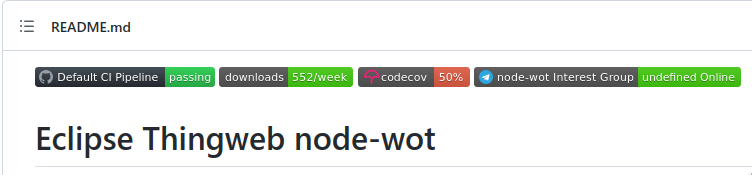 README.md
Default CI Pipeline passing downloads 552/week codecov 50% node-wot Interest Group undefined Online
Eclipse Thingweb node-wot